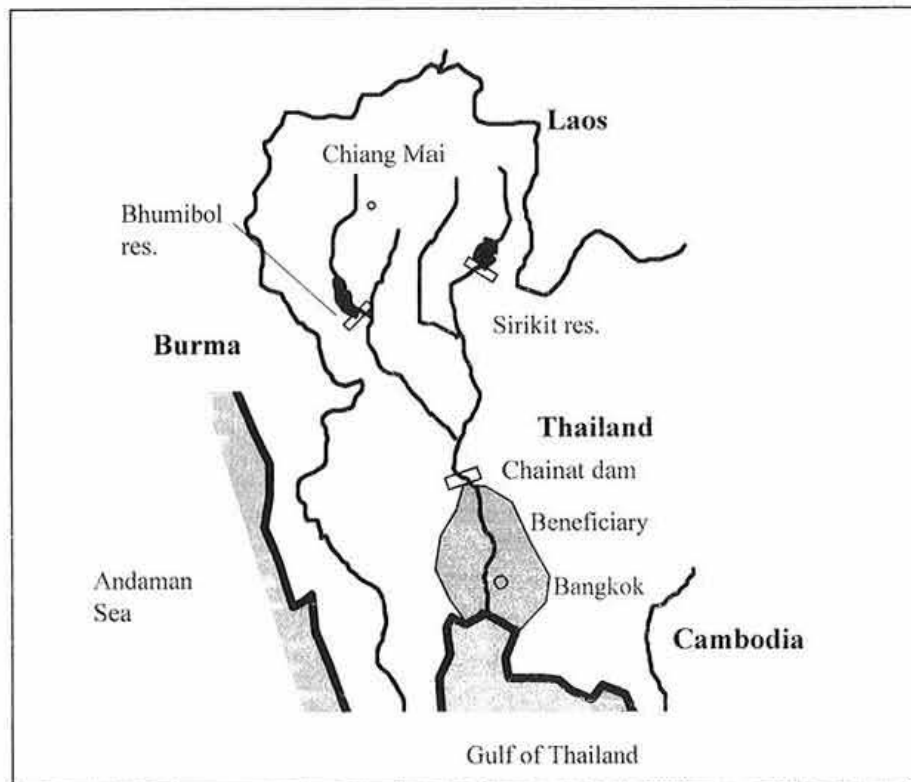 Laos
Chiang Mai
Bhumibol
res.
Sirikit res.
Burma
Thailand
Chainat dam
Beneficiary
Andaman
Sea
Bangkok
Cambodia
Gulf of Thailand